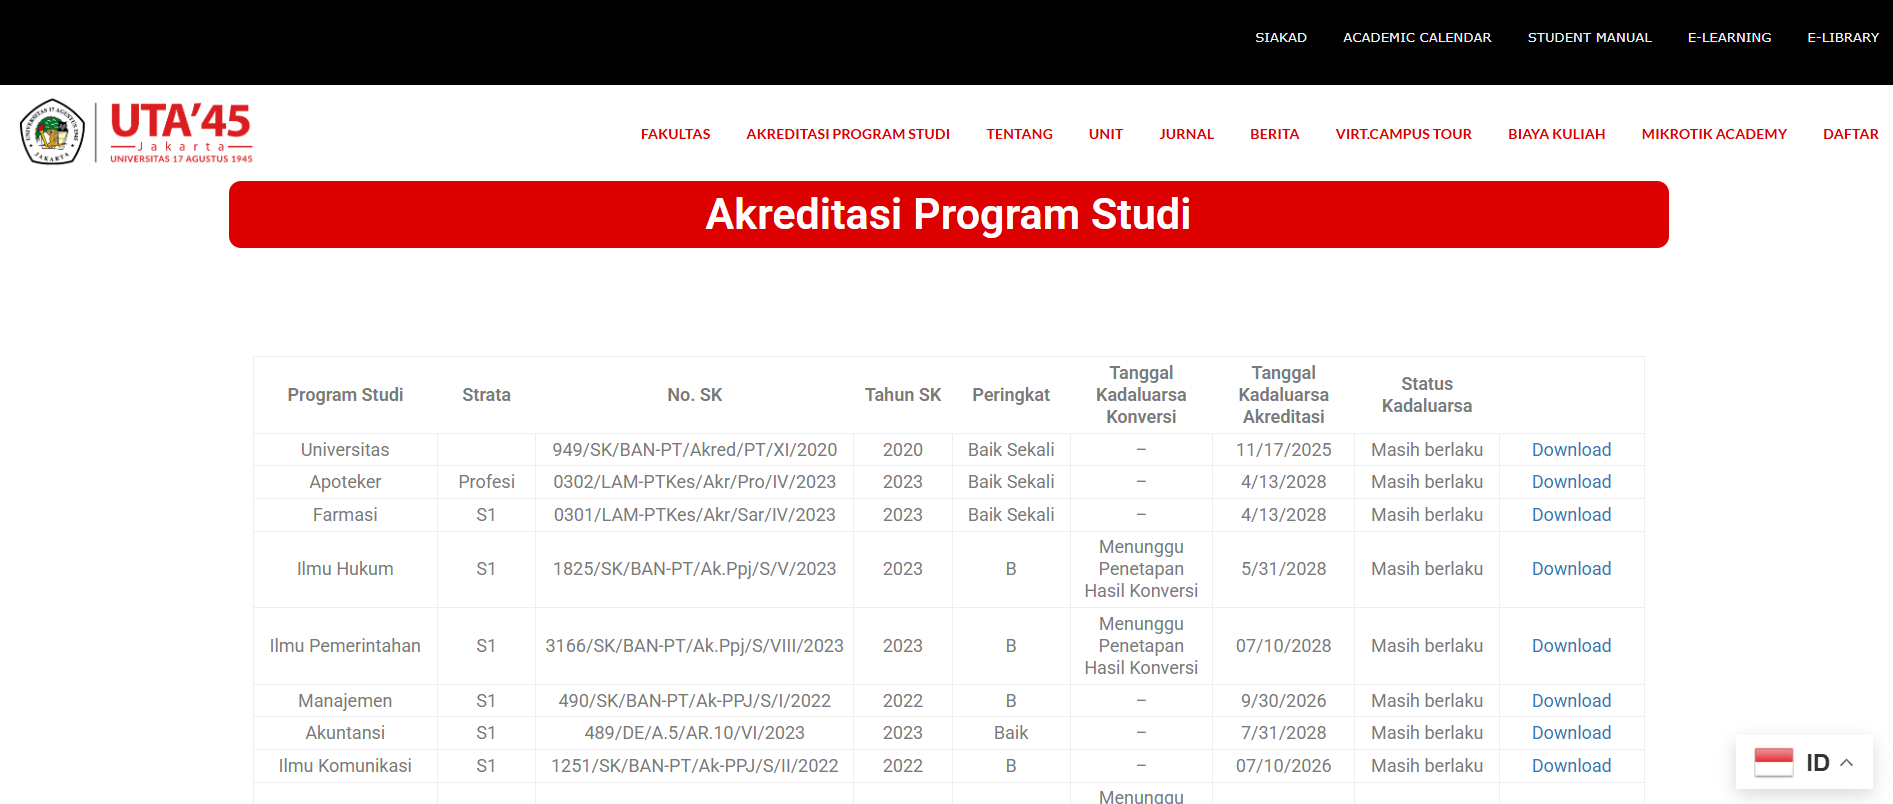 SIAKAD ACADEMIC CALENDAR STUDENT MANUAL E-LEARNING E-LIBRARY
UNIVERSITAS 17 AGUSTUS 1945
JAKARTA
UTA'45
Jakarta
UNIVERSITAS 17 AGUSTUS 1945
FAKULTAS AKREDITASI PROGRAM STUDI TENTANG UNIT JURNAL BERITA VIRT.CAMPUS TOUR BIAYA KULIAH MIKROTIK ACADEMY DAFTAR
Akreditasi Program Studi
Program Studi Strata No. SK Tahun SK Peringkat Tanggal Kadaluarsa Konversi Tanggal Kadaluarsa Akreditasi Status Kadaluarsa
Universitas 949/SK/BAN-PT/Akred/PT/XI/2020 2020 Baik Sekali – 11/17/2025 Masih berlaku Download
Apoteker Profesi 0302/LAM-PTKes/Akr/Pro/IV/2023 2023 Baik Sekali – 4/13/2028 Masih berlaku Download
Farmasi S1 0301/LAM-PTKes/Akr/Sar/IV/2023 2023 Baik Sekali – 4/13/2028 Masih berlaku Download
Ilmu Hukum S1 1825/SK/BAN-PT/Ak.Ppj/S/V/2023 2023 B Menunggu Penetapan Hasil Konversi 5/31/2028 Masih berlaku Download
Ilmu Pemerintahan S1 3166/SK/BAN-PT/Ak.Ppj/S/VIII/2023 2023 B Menunggu Penetapan Hasil Konversi 07/10/2028 Masih berlaku Download
Manajemen S1 490/SK/BAN-PT/Ak-PPJ/S/I/2022 2022 B – 9/30/2026 Masih berlaku Download
Akuntansi S1 489/DE/A.5/AR.10/VI/2023 2023 Baik – 7/31/2028 Masih berlaku Download
Ilmu Komunikasi S1 1251/SK/BAN-PT/Ak-PPJ/S/II/2022 2022 B – 07/10/2026 Masih berlaku Download
Menunggu
ID